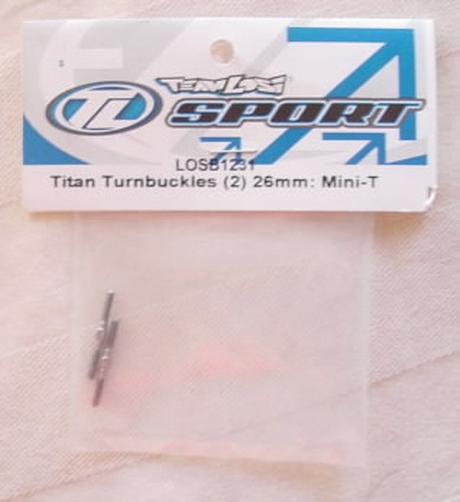 TEAM LOSI
TL SPORT
LOSB1231
Titan Turnbuckles (2) 26mm: Mini-T